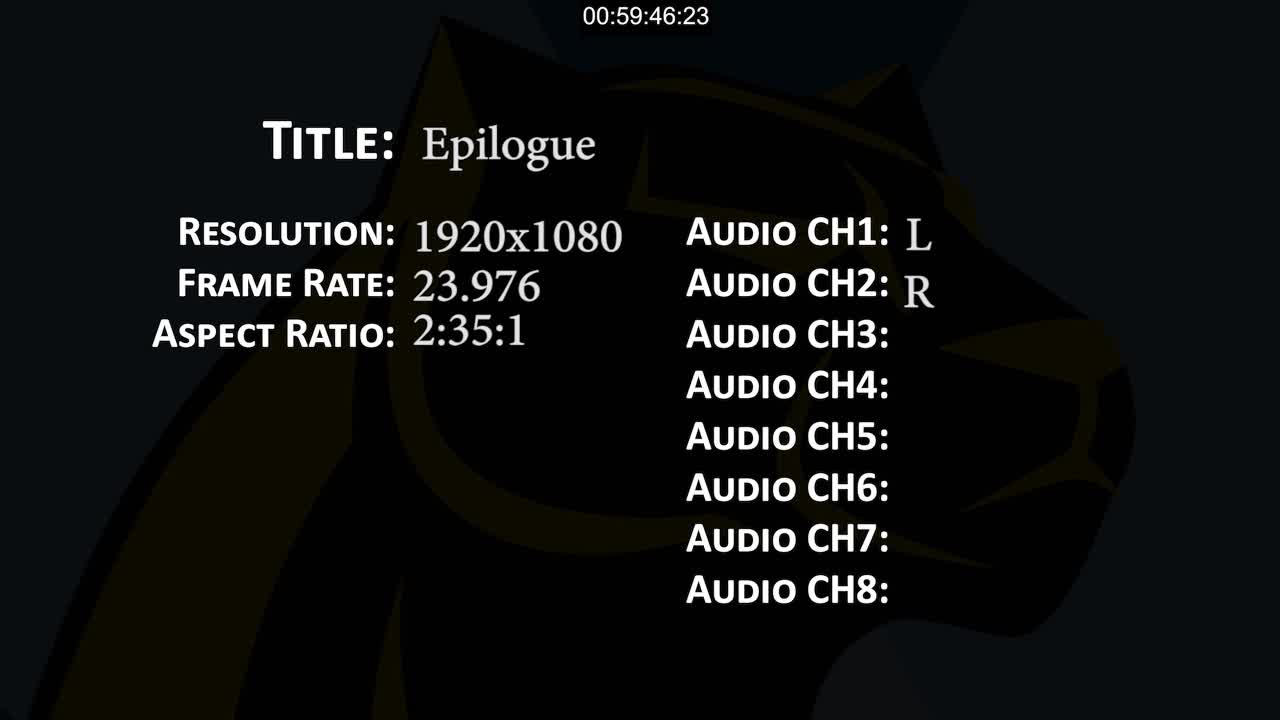 00:59:46:23
Title: Epilogue
Resolution: 1920x1080
Frame Rate: 23.976
Aspect Ratio: 2:35:1
Audio CH1: L
Audio CH2: R
Audio CH3:
Audio CH4:
Audio CH5:
Audio CH6:
Audio CH7:
Audio CH8: